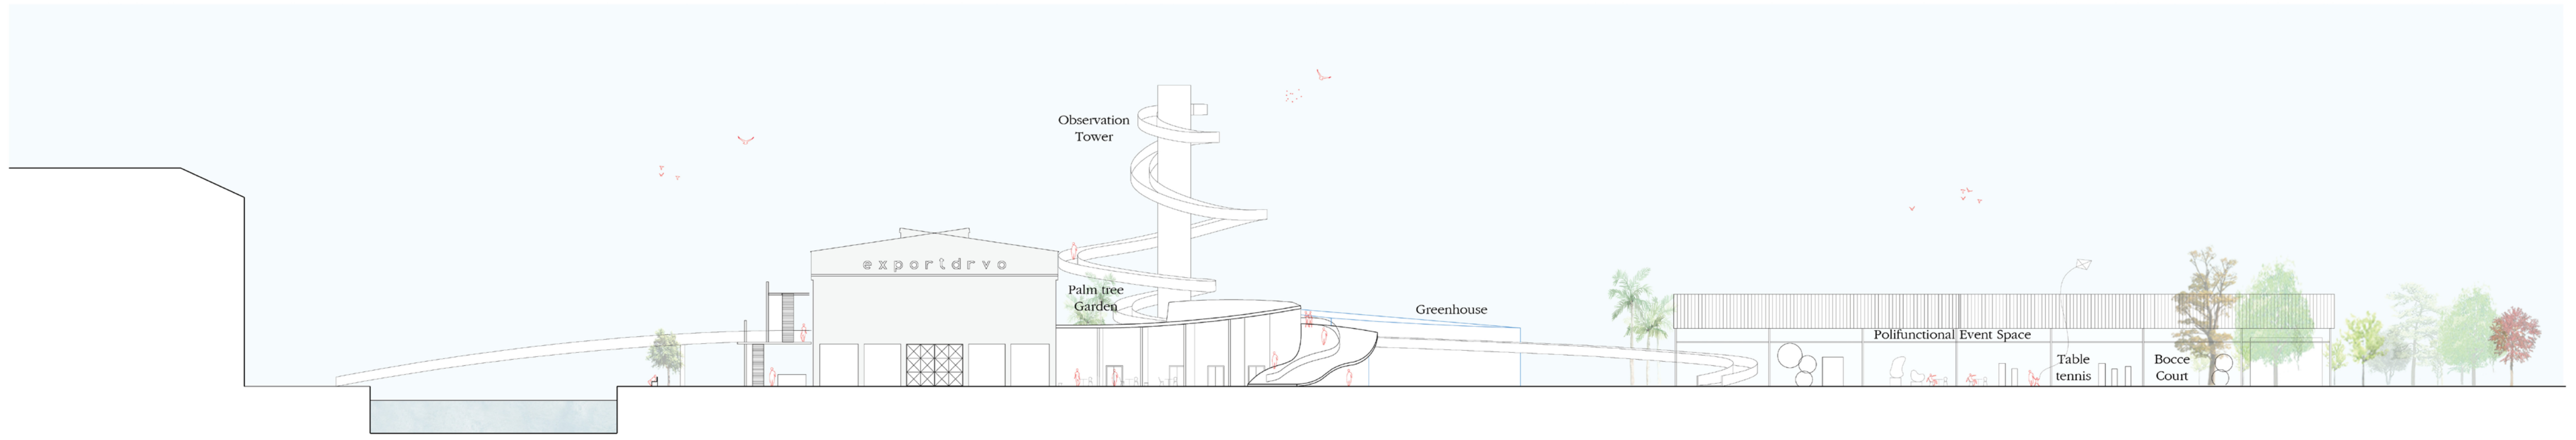 Observation
Tower
exportdrvo
Palm tree
Garden
Greenhouse
Polifunctional Event Space
Table
tennis
Bocce
Court